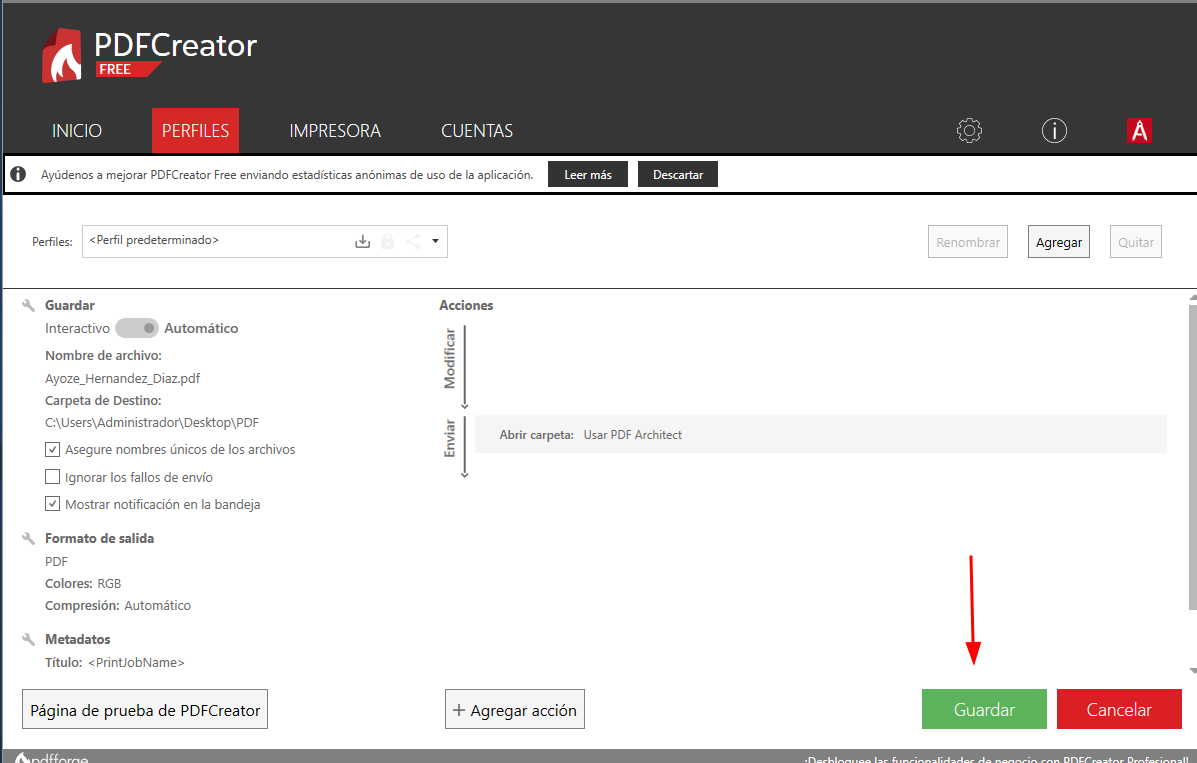 PDFCreator
FREE
INICIO PERFILES IMPRESORA CUENTAS
Ayúdenos a mejorar PDFCreator Free enviando estadísticas anónimas de uso de la aplicación. Leer más Descartar
Perfiles: <Perfil predeterminado> Renombrar Agregar Quitar
Guardar
Interactivo Automático
Nombre de archivo:
Ayoze_Hernandez_Diaz.pdf
Carpeta de Destino:
C:\Users\Administrador\Desktop\PDF
Asegure nombres únicos de los archivos
Ignorar los fallos de envío
Mostrar notificación en la bandeja
Formato de salida
PDF
Colores: RGB
Compresión: Automático
Metadatos
Título: <PrintJobName>
Acciones
Modificar
Enviar
Abrir carpeta: Usar PDF Architect
Página de prueba de PDFCreator + Agregar acción Guardar Cancelar
pdfforge ¡Desbloquee las funcionalidades de negocio con PDFCreator Profesional!